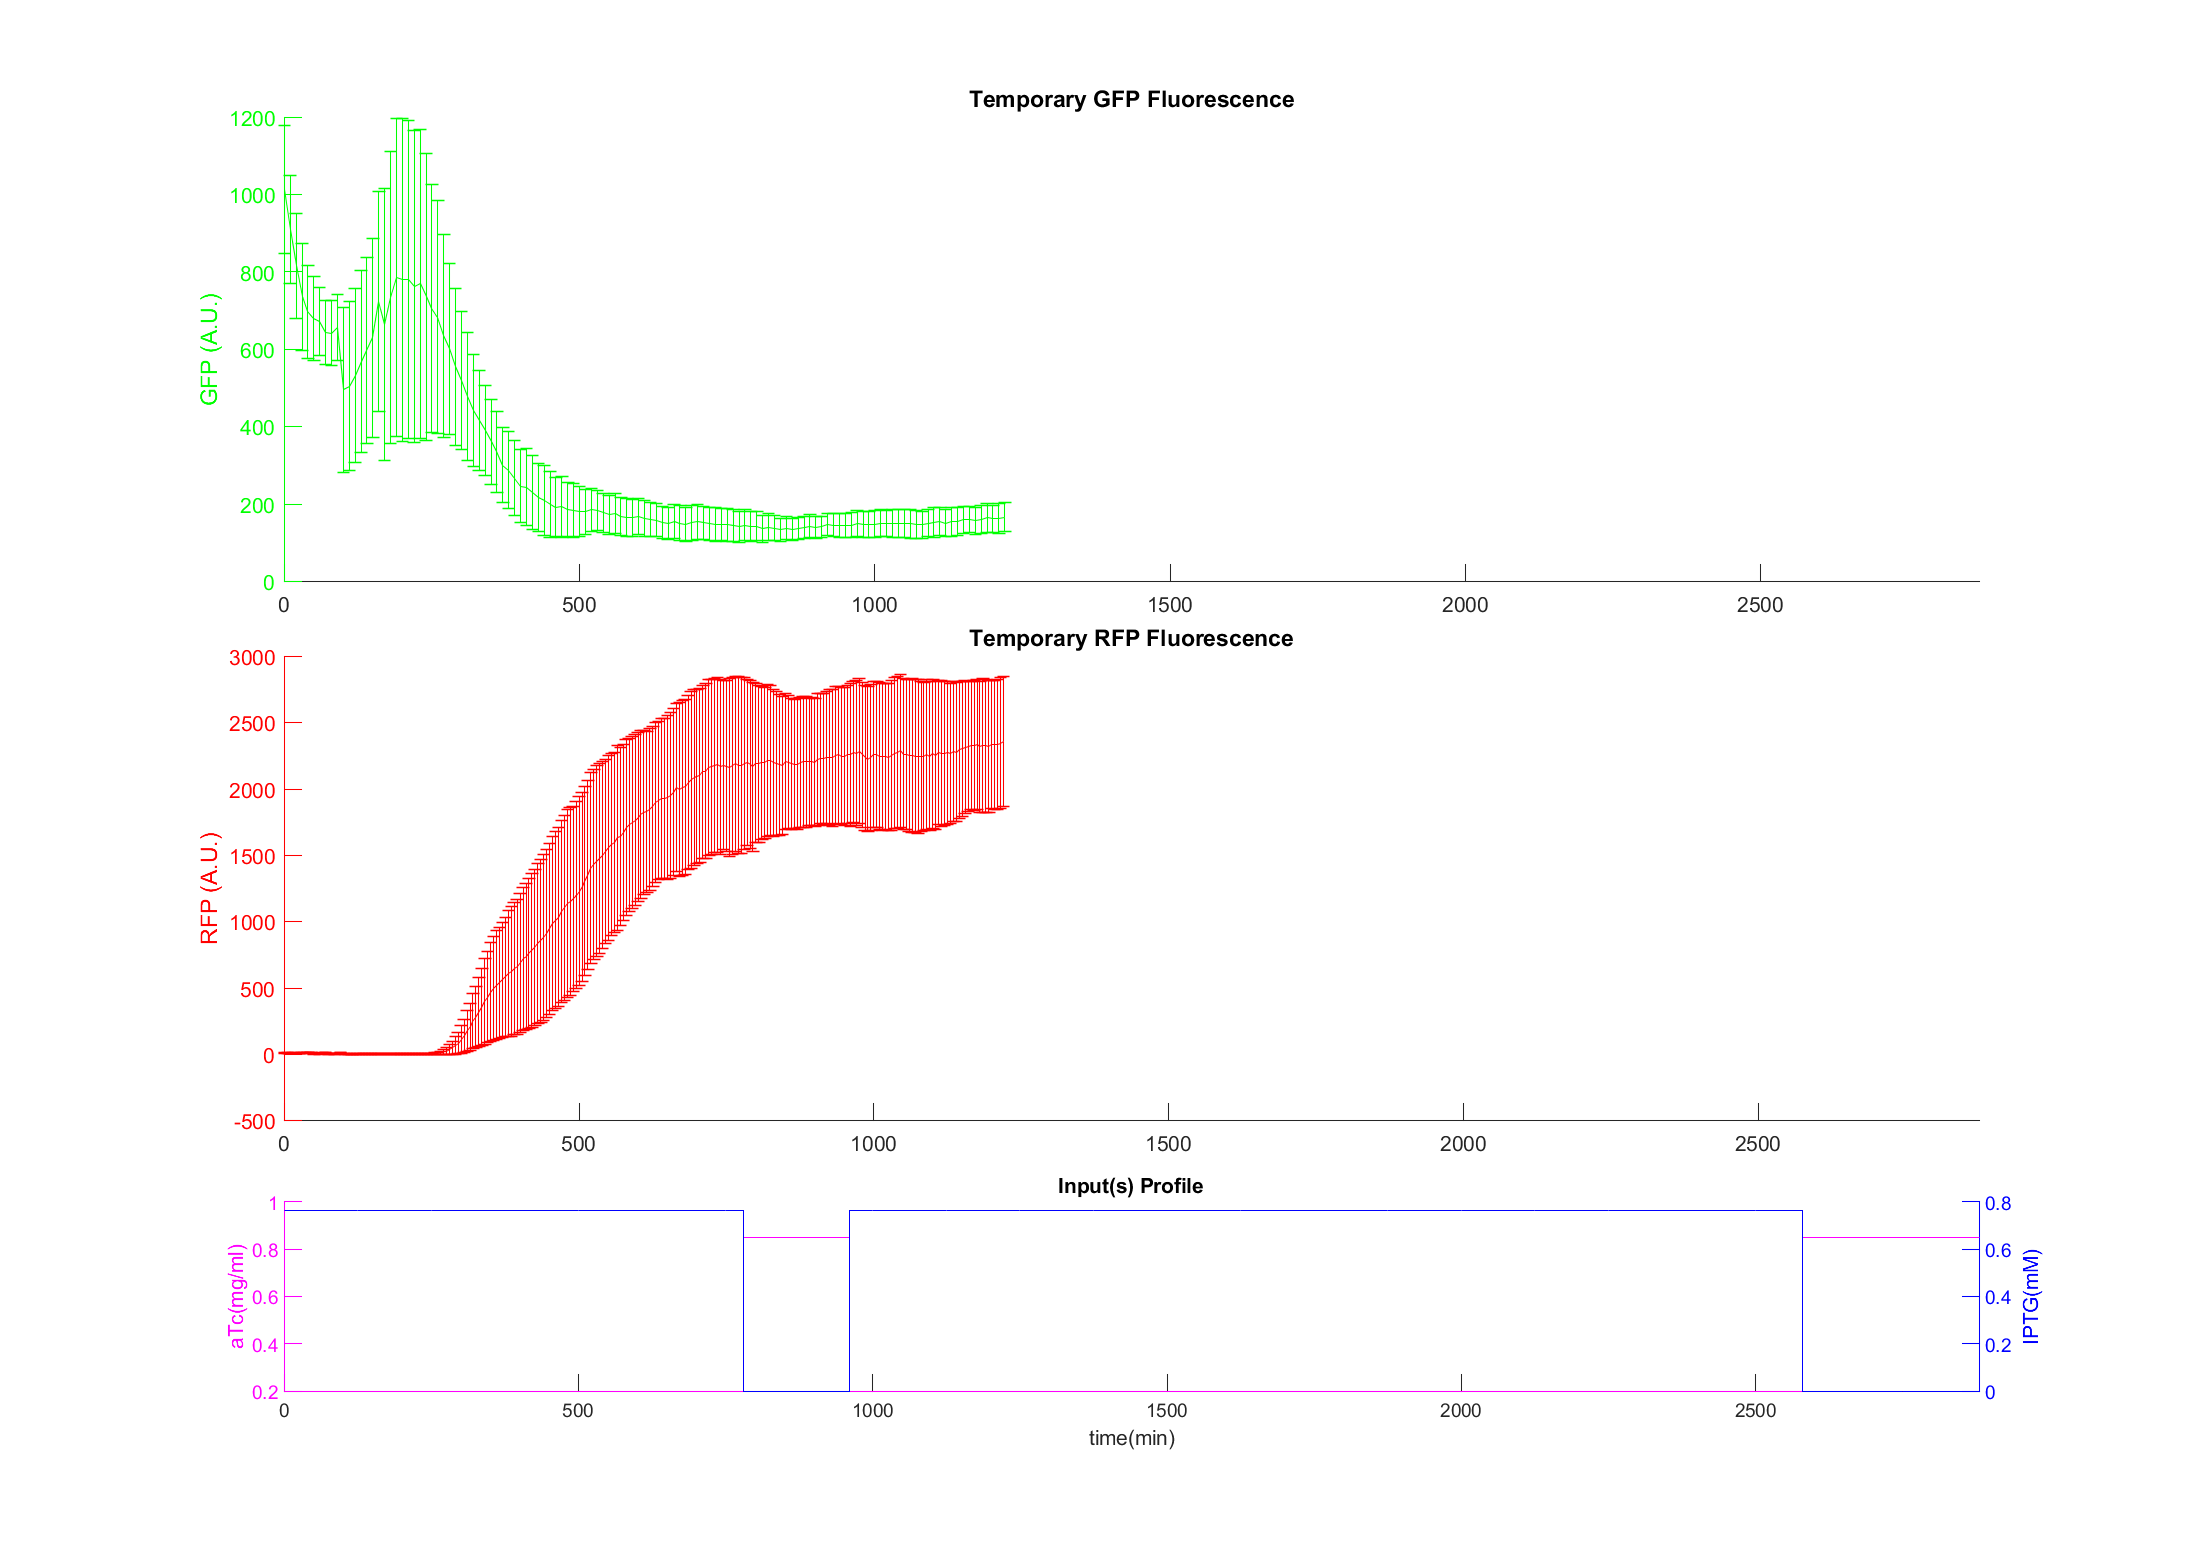 Temporary GFP Fluorescence
1200
1000
800
600
400
200
0
GFP (A.U.)
0 500 1000 1500 2000 2500
Temporary RFP Fluorescence
3000
2500
2000
1500
1000
500
0
-500
RFP (A.U.)
0 500 1000 1500 2000 2500
Input(s) Profile
1
0.8
0.6
0.4
0.2
aTc(mg/ml)
0.8
0.6
0.4
0.2
0
IPTG(mM)
0 500 1000 1500 2000 2500
time(min)